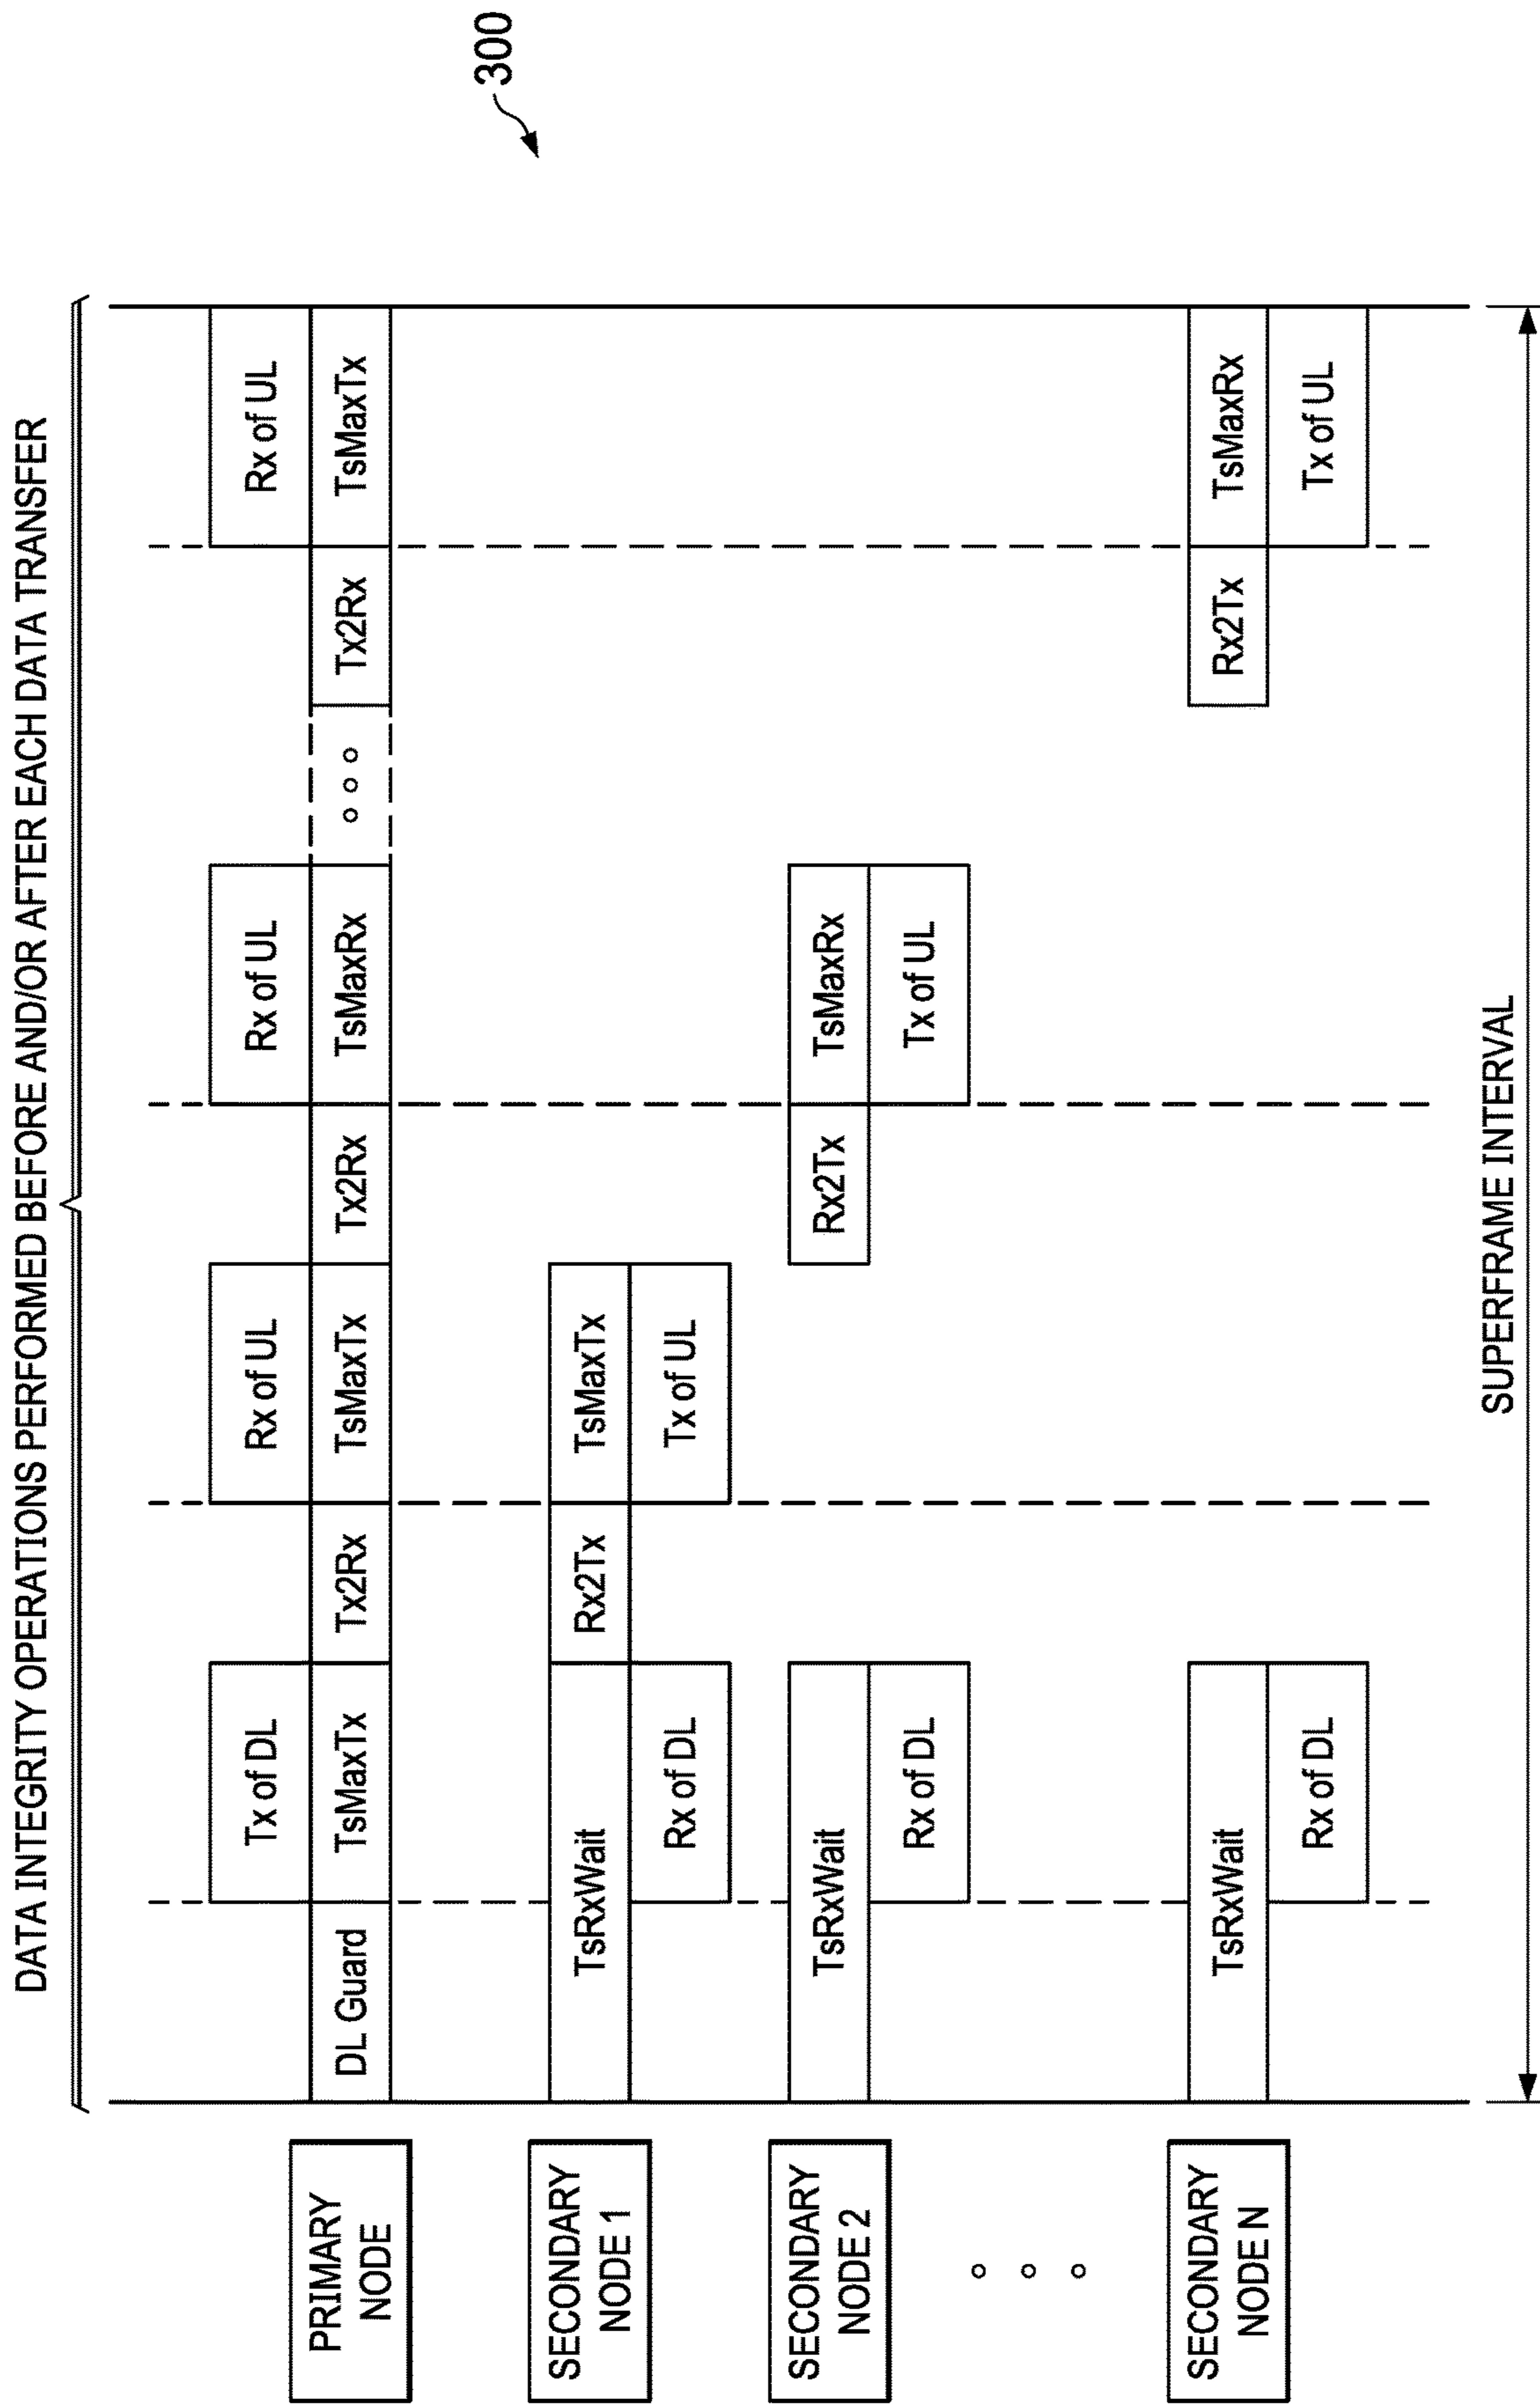 DATA INTEGRITY OPERATIONS PERFORMED BEFORE AND/OR AFTER EACH DATA TRANSFER
300
Tx of DL
Rx of UL
Rx of UL
Rx of UL
PRIMARY
NODE
DL Guard
TsMaxTx
Tx2Rx
TsMaxTx
Tx2Rx
TsMaxRx
Tx2Rx
TsMaxTx
SECONDARY
NODE 1
TsRxWait
Rx2Tx
TsMaxTx
Rx of DL
Tx of UL
SECONDARY
NODE 2
TsRxWait
Rx2Tx
TsMaxRx
Rx of DL
Tx of UL
SECONDARY
NODE N
TsRxWait
Rx2Tx
TsMaxRx
Rx of DL
Tx of UL
SUPERFRAME INTERVAL